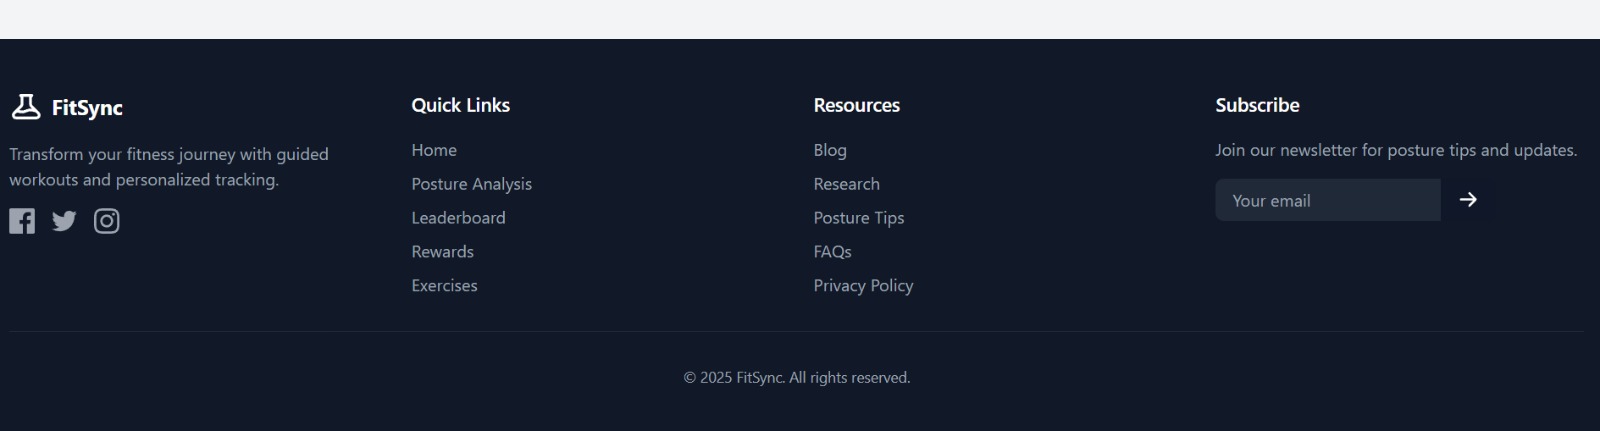 FitSync
Transform your fitness journey with guided
workouts and personalized tracking.
Quick Links
Home
Posture Analysis
Leaderboard
Rewards
Exercises
Resources
Blog
Research
Posture Tips
FAQs
Privacy Policy
Subscribe
Join our newsletter for posture tips and updates.
Your email
© 2025 FitSync. All rights reserved.